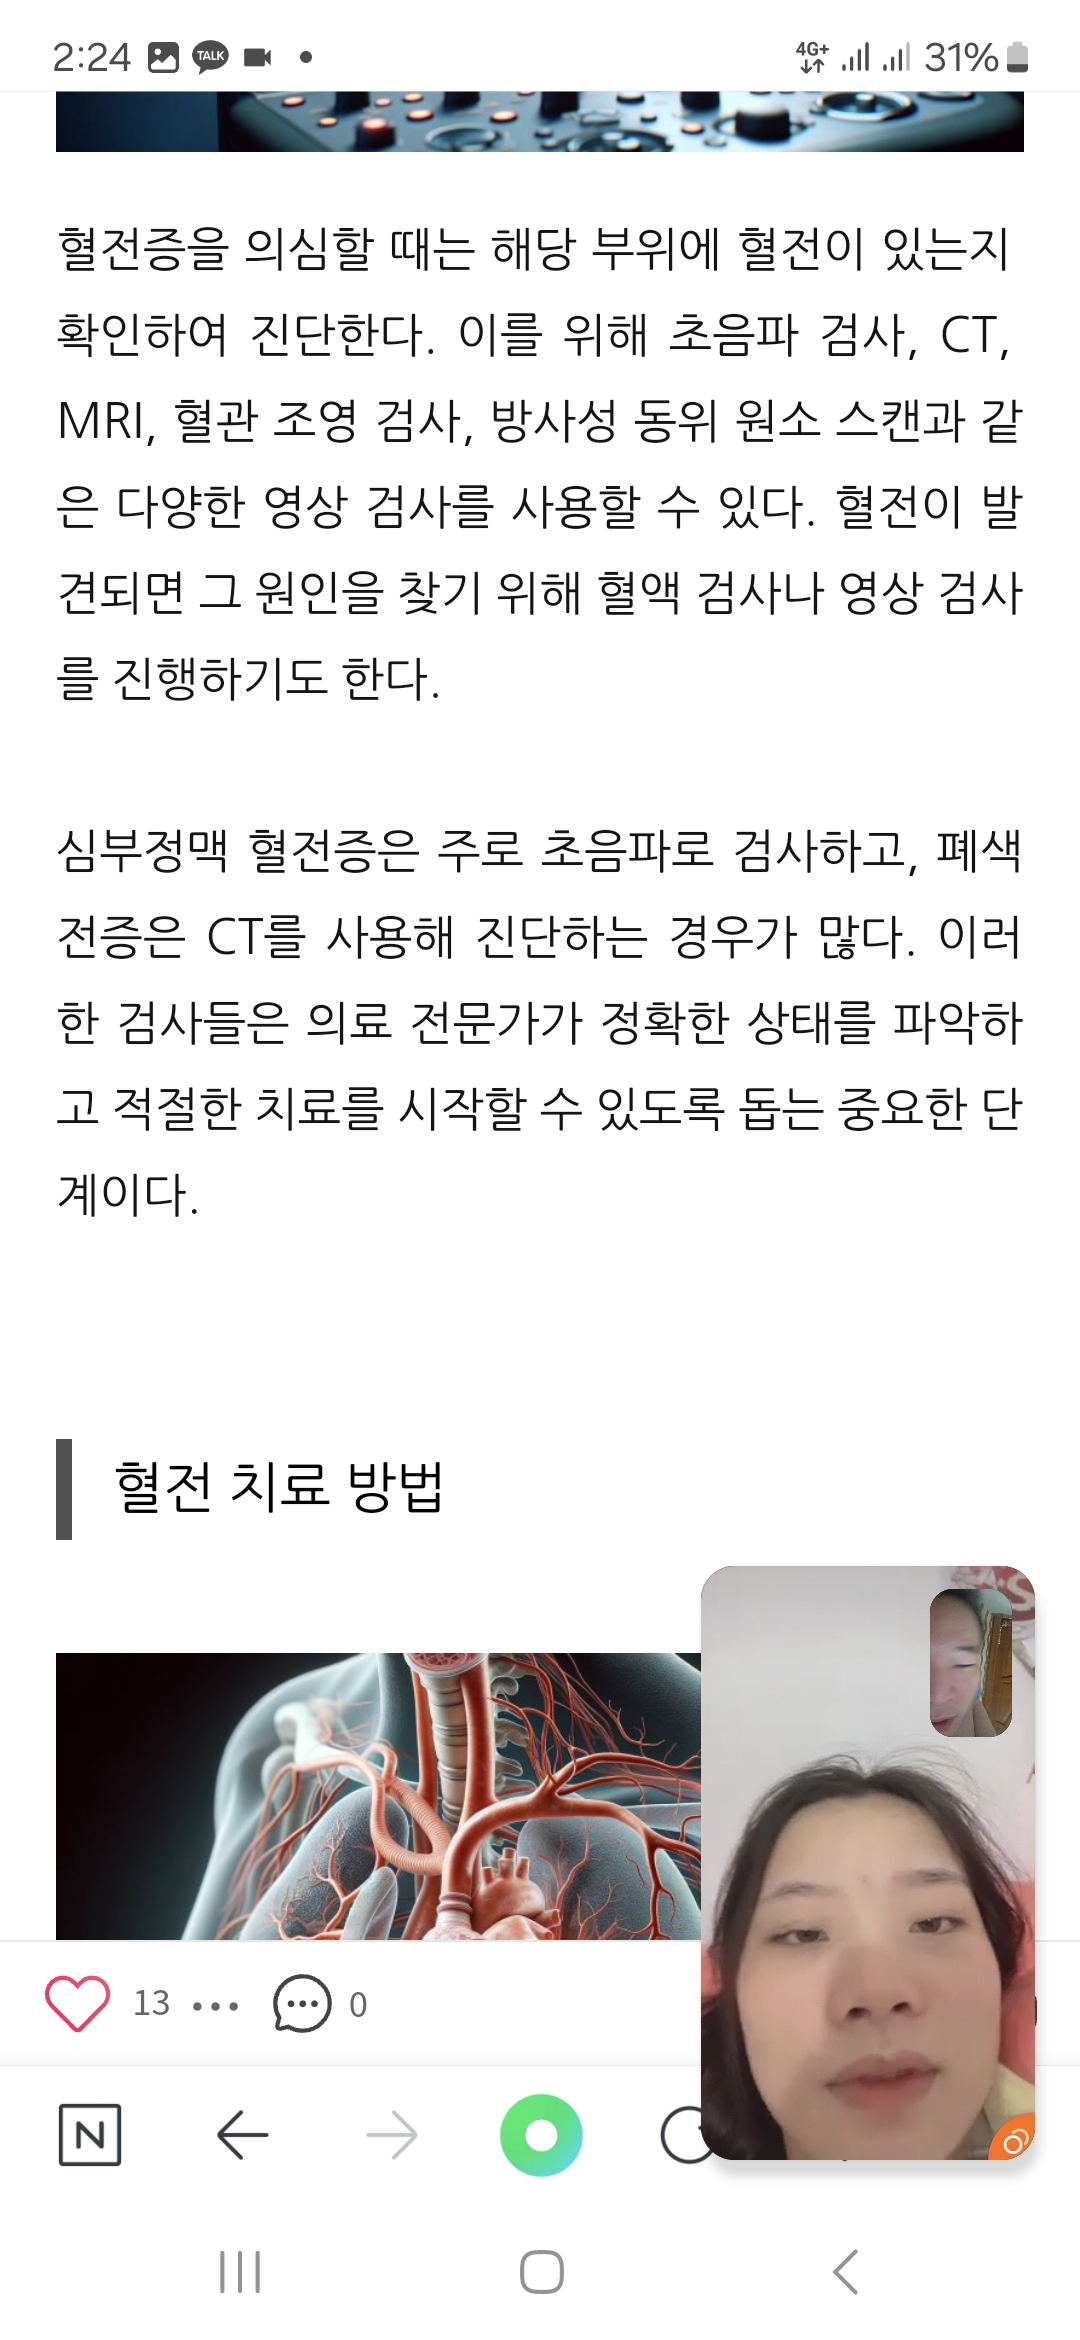 2:24 TALK 4G+ 31%
혈전증을 의심할 때는 해당 부위에 혈전이 있는지
확인하여 진단한다. 이를 위해 초음파 검사, CT,
MRI, 혈관 조영 검사, 방사성 동위 원소 스캔과 같
은 다양한 영상 검사를 사용할 수 있다. 혈전이 발
견되면 그 원인을 찾기 위해 혈액 검사나 영상 검사
를 진행하기도 한다.
심부정맥 혈전증은 주로 초음파로 검사하고, 폐색
전증은 CT를 사용해 진단하는 경우가 많다. 이러
한 검사들은 의료 전문가가 정확한 상태를 파악하
고 적절한 치료를 시작할 수 있도록 돕는 중요한 단
계이다.
혈전 치료 방법
13 0
N